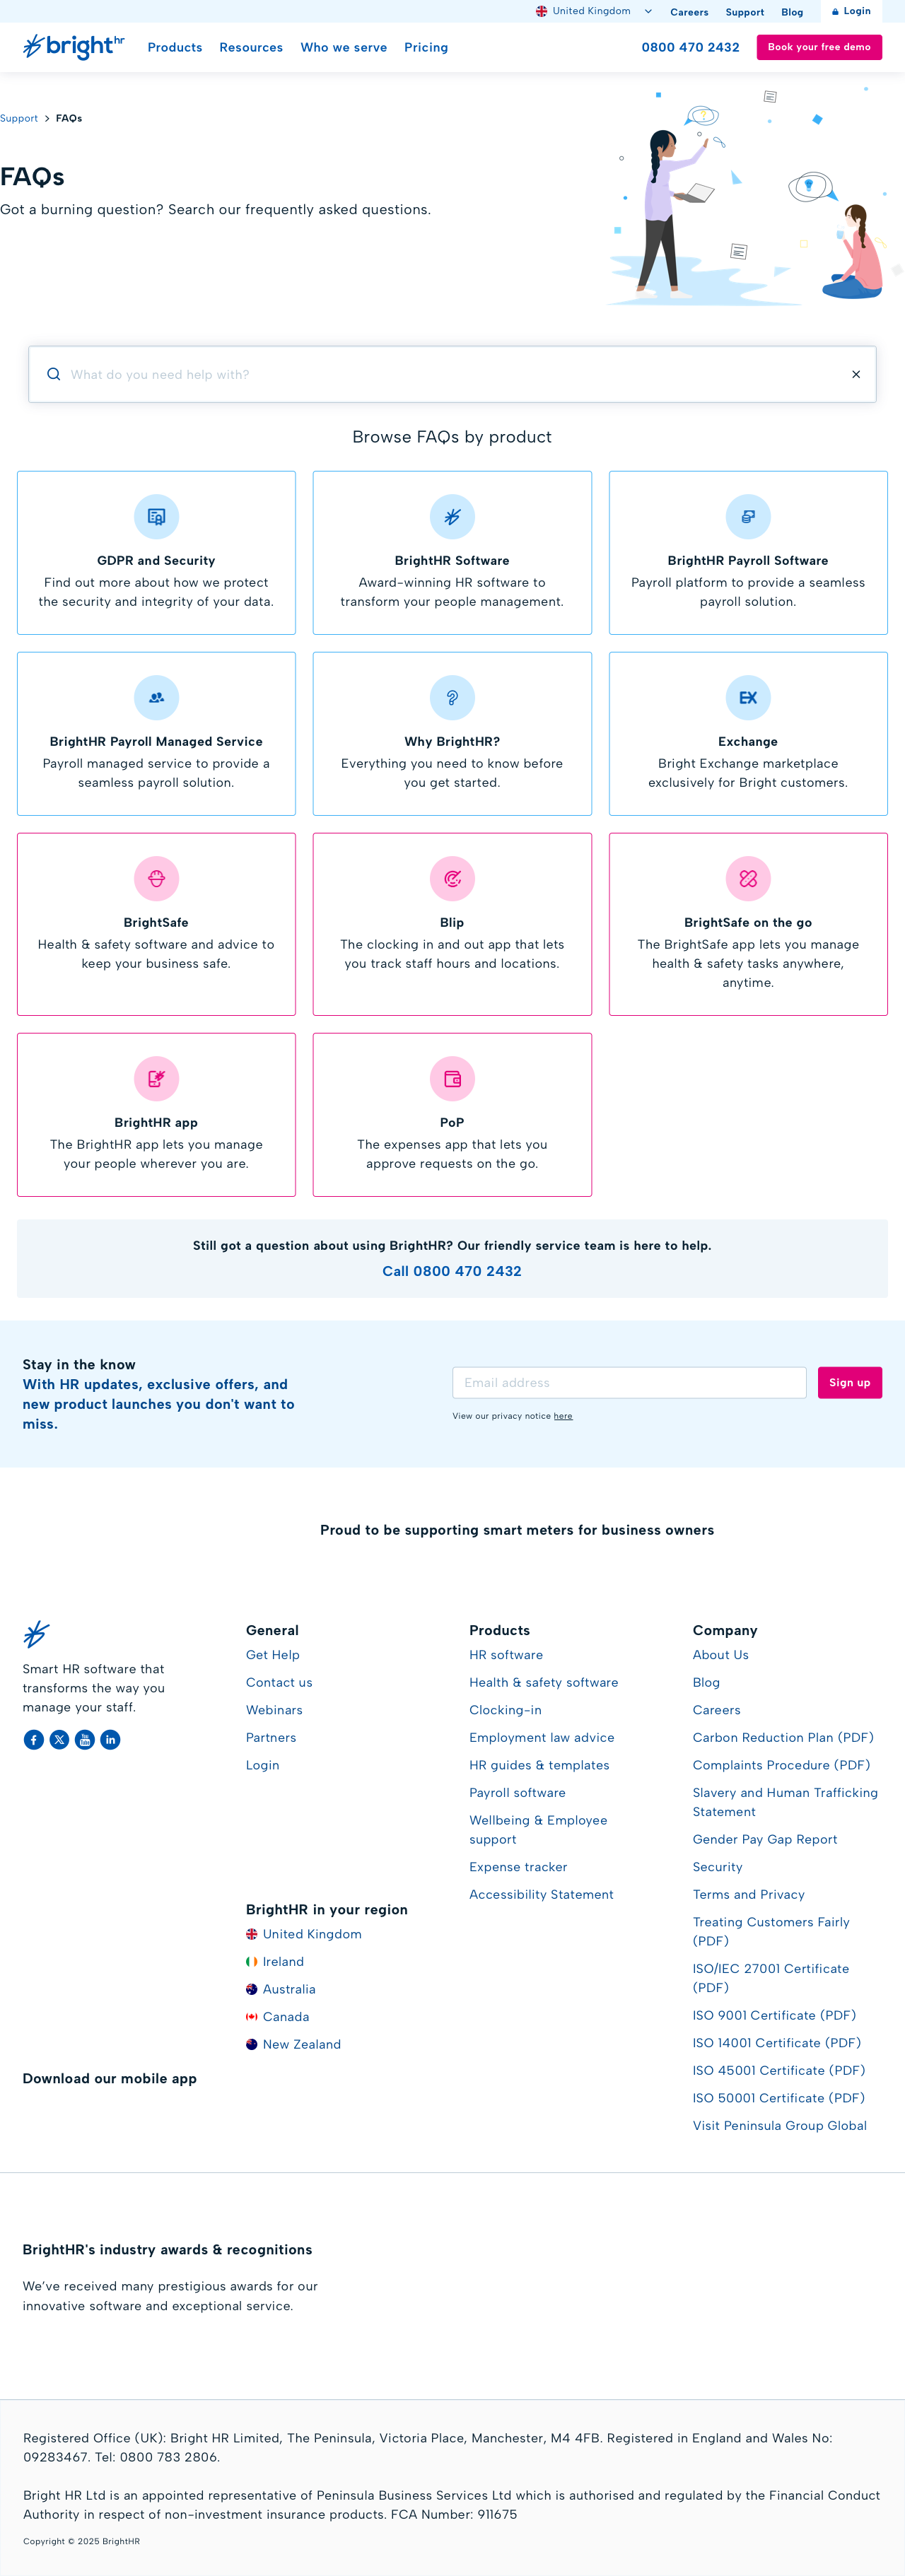 United Kingdom
Careers
Support
Blog
Login
brighthr
Products
Resources
Who we serve
Pricing
0800 470 2432
Book your free demo
Support > FAQs
FAQs
Got a burning question? Search our frequently asked questions.
What do you need help with?
Browse FAQs by product
GDPR and Security
Find out more about how we protect
the security and integrity of your data.
BrightHR Software
Award-winning HR software to
transform your people management.
BrightHR Payroll Software
Payroll platform to provide a seamless
payroll solution.
BrightHR Payroll Managed Service
Payroll managed service to provide a
seamless payroll solution.
Why BrightHR?
Everything you need to know before
you get started.
EX
Exchange
Bright Exchange marketplace
exclusively for Bright customers.
BrightSafe
Health & safety software and advice to
keep your business safe.
Blip
The clocking in and out app that lets
you track staff hours and locations.
BrightSafe on the go
The BrightSafe app lets you manage
health & safety tasks anywhere,
anytime.
BrightHR app
The BrightHR app lets you manage
your people wherever you are.
PoP
The expenses app that lets you
approve requests on the go.
Still got a question about using BrightHR? Our friendly service team is here to help.
Call 0800 470 2432
Stay in the know
With HR updates, exclusive offers, and
new product launches you don't want to
miss.
Email address
Sign up
View our privacy notice here
Proud to be supporting smart meters for business owners
Smart HR software that
transforms the way you
manage your staff.
General
Get Help
Contact us
Webinars
Partners
Login
BrightHR in your region
United Kingdom
Ireland
Australia
Canada
New Zealand
Products
HR software
Health & safety software
Clocking-in
Employment law advice
HR guides & templates
Payroll software
Wellbeing & Employee
support
Expense tracker
Accessibility Statement
Company
About Us
Blog
Careers
Carbon Reduction Plan (PDF)
Complaints Procedure (PDF)
Slavery and Human Trafficking
Statement
Gender Pay Gap Report
Security
Terms and Privacy
Treating Customers Fairly
(PDF)
ISO/IEC 27001 Certificate
(PDF)
ISO 9001 Certificate (PDF)
ISO 14001 Certificate (PDF)
ISO 45001 Certificate (PDF)
ISO 50001 Certificate (PDF)
Visit Peninsula Group Global
Download our mobile app
BrightHR's industry awards & recognitions
We've received many prestigious awards for our
innovative software and exceptional service.
Registered Office (UK): Bright HR Limited, The Peninsula, Victoria Place, Manchester, M4 4FB. Registered in England and Wales No:
09283467. Tel: 0800 783 2806.
Bright HR Ltd is an appointed representative of Peninsula Business Services Ltd which is authorised and regulated by the Financial Conduct
Authority in respect of non-investment insurance products. FCA Number: 911675
Copyright © 2025 BrightHR